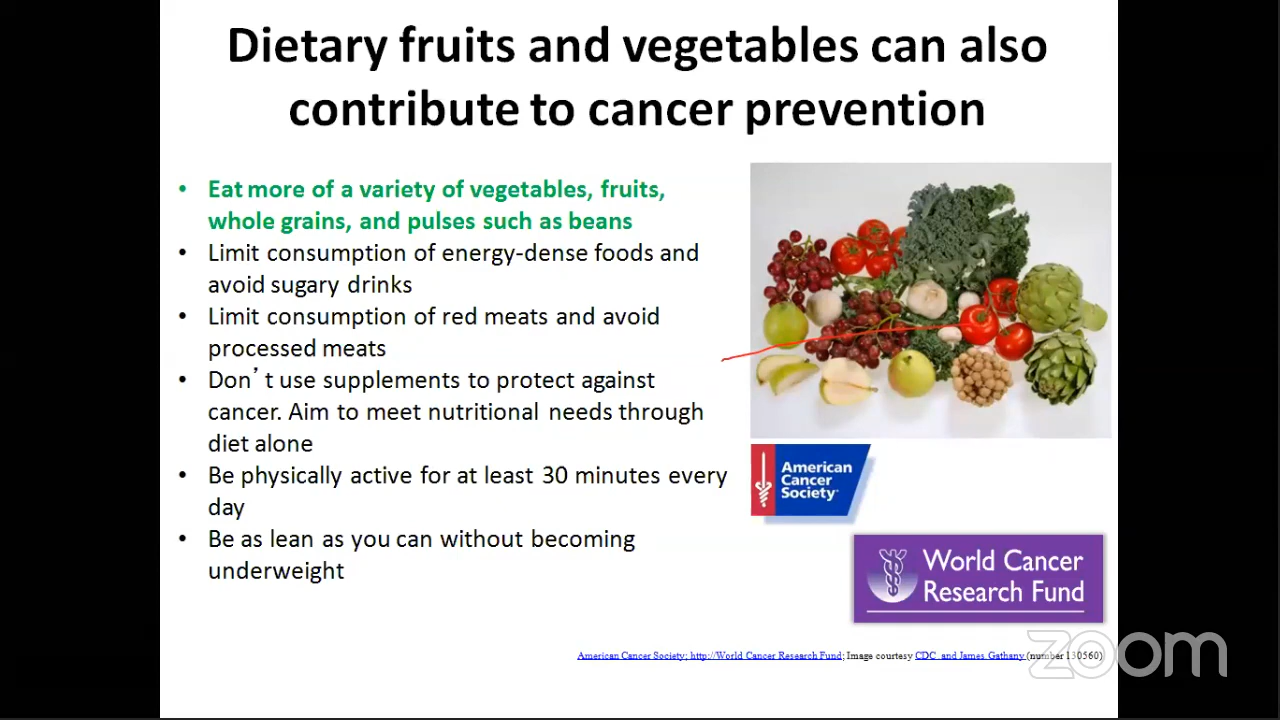 Dietary fruits and vegetables can also
contribute to cancer prevention
• Eat more of a variety of vegetables, fruits,
whole grains, and pulses such as beans
• Limit consumption of energy-dense foods and
avoid sugary drinks
• Limit consumption of red meats and avoid
processed meats
• Don’t use supplements to protect against
cancer. Aim to meet nutritional needs through
diet alone
• Be physically active for at least 30 minutes every
day
• Be as lean as you can without becoming
underweight
American
Cancer
Society
World Cancer
Research Fund
American Cancer Society; http://World Cancer Research Fund; Image courtesy CDC and James Gathany (number 130560)
zoom